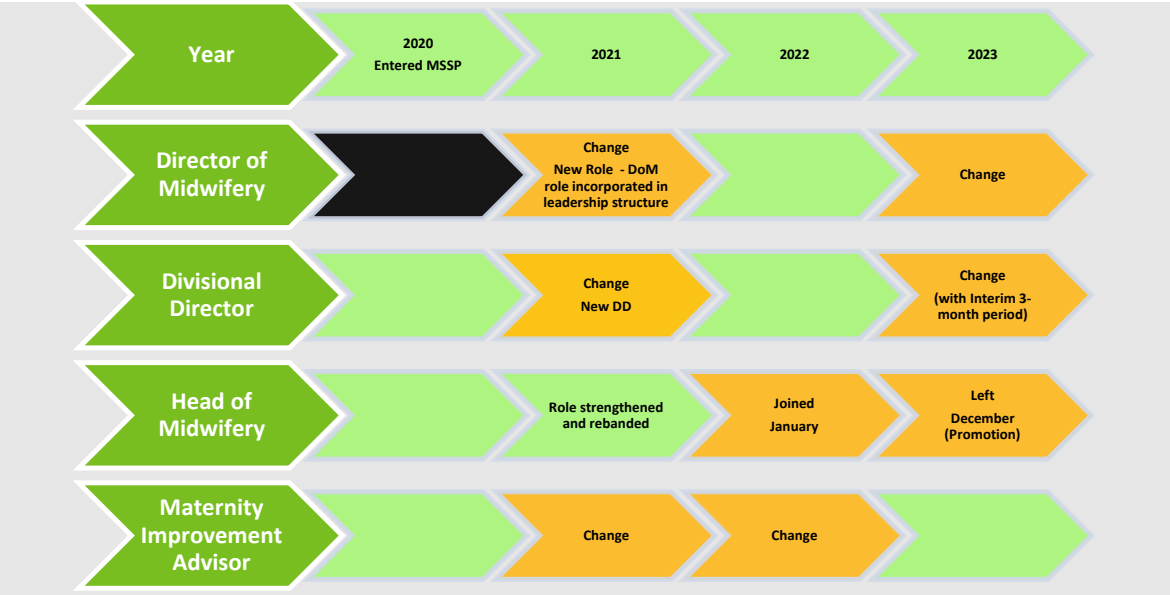 Year
2020
Entered MSSP
2021
2022
2023
Director of
Midwifery
Change
New Role - DoM
role incorporated in
leadership structure
Change
Divisional
Director
Change
New DD
Change
(with Interim 3-
month period)
Head of
Midwifery
Role strengthened
and rebanded
Joined
January
Left
December
(Promotion)
Maternity
Improvement
Advisor
Change
Change